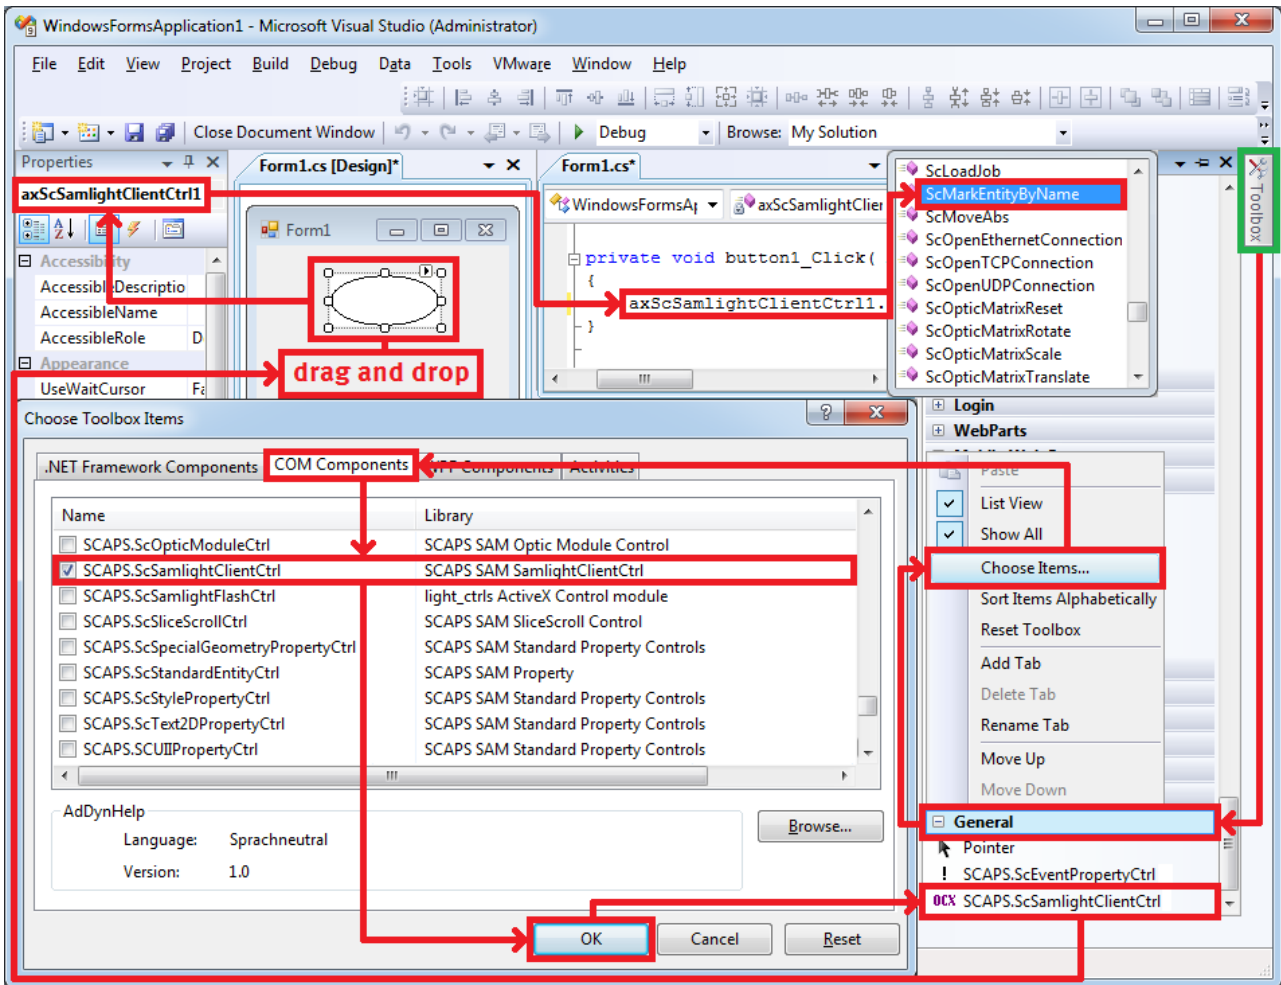 WindowsFormsApplication1 - Microsoft Visual Studio (Administrator)
File Edit View Project Build Debug Data Tools VMware Window Help
Close Document Window Debug Browse: My Solution
Properties
axScSamlightClientCtrl1
Accessibility
AccessibleDescriptio
AccessibleName
AccessibleRole D
Appearance
UseWaitCursor Fa
Form1.cs [Design]*
Form1
drag and drop
Form1.cs*
WindowsFormsAp axScSamlightClier
private void button1_Click(
{
axScSamlightClientCtrl1.
}
ScLoadJob
ScMarkEntityByName
ScMoveAbs
ScOpenEthernetConnection
ScOpenTCPConnection
ScOpenUDPConnection
ScOpticMatrixReset
ScOpticMatrixRotate
ScOpticMatrixScale
ScOpticMatrixTranslate
Toolbox
Login
WebParts
Paste
List View
Show All
Choose Items...
Sort Items Alphabetically
Reset Toolbox
Add Tab
Delete Tab
Rename Tab
Move Up
Move Down
General
Pointer
! SCAPS.ScEventPropertyCtrl
OCX SCAPS.ScSamlightClientCtrl
Choose Toolbox Items
.NET Framework Components COM Components WPF Components Activities
Name Library
SCAPS.ScOpticModuleCtrl SCAPS SAM Optic Module Control
SCAPS.ScSamlightClientCtrl SCAPS SAM SamlightClientCtrl
SCAPS.ScSamlightFlashCtrl light_ctrls ActiveX Control module
SCAPS.ScSliceScrollCtrl SCAPS SAM SliceScroll Control
SCAPS.ScSpecialGeometryPropertyCtrl SCAPS SAM Standard Property Controls
SCAPS.ScStandardEntityCtrl SCAPS SAM Property
SCAPS.ScStylePropertyCtrl SCAPS SAM Standard Property Controls
SCAPS.ScText2DPropertyCtrl SCAPS SAM Standard Property Controls
SCAPS.SCUIIPropertyCtrl SCAPS SAM Standard Property Controls
AdDynHelp
Language: Sprachneutral
Version: 1.0
Browse...
OK Cancel Reset